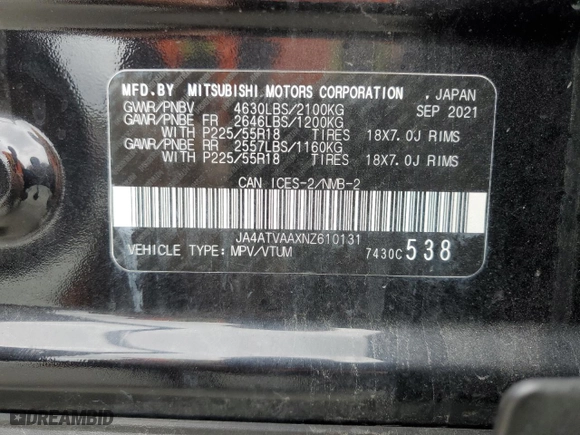 MFD.BY MITSUBISHI MOTORS CORPORATION , JAPAN
GVWR/PNBV 4630LBS/2100KG SEP 2021
GAWR/PNBE FR 2646LBS/1200KG
WITH P225/55R18 TIRES 18X7.0J RIMS
GAWR/PNBE RR 2557LBS/1160KG
WITH P225/55R18 TIRES 18X7.0J RIMS
CAN ICES-2/NMB-2
JA4ATVAAXNZ610131
VEHICLE TYPE: MPV/VTUM 7430C 538
DREAMBID